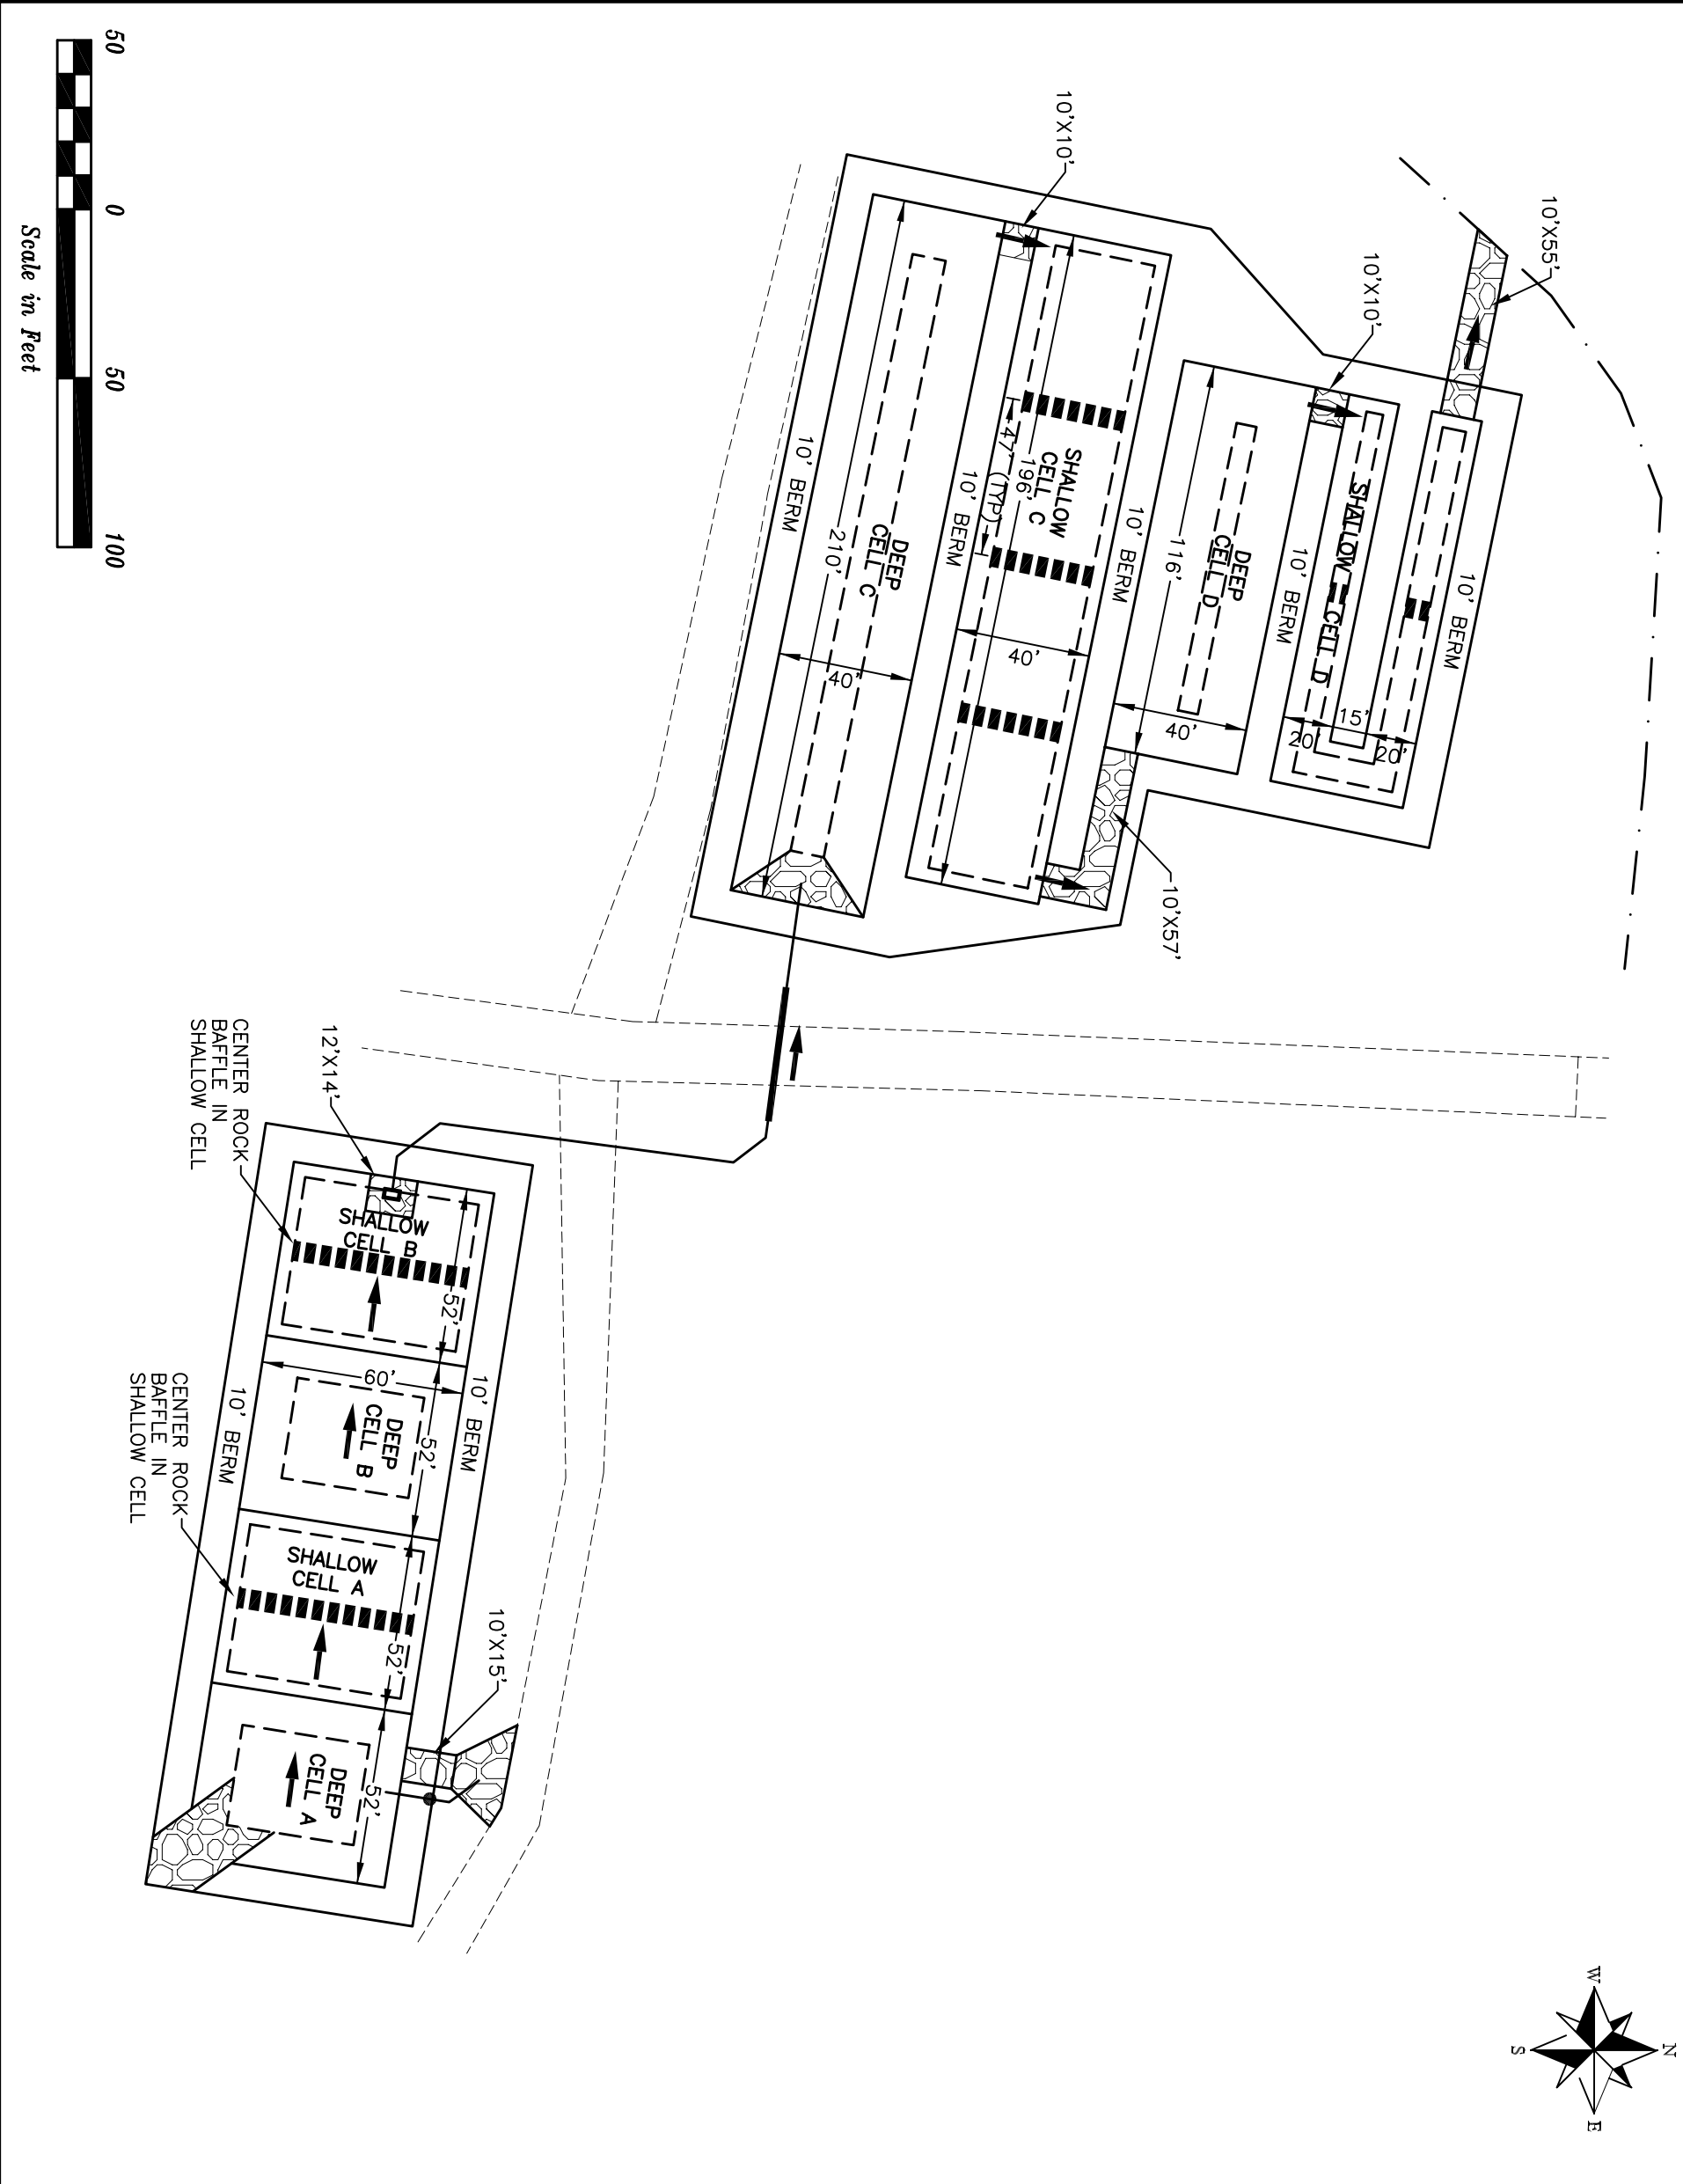 50
0
50
100
Scale in Feet
10'X10'
10'X55'
10'X10'
10' BERM
210'
DEEP
CELL C
40'
47' (TYP)
196'
10' BERM
SHALLOW
CELL C
40'
10' BERM
116'
DEEP
CELL D
40'
10' BERM
SHALLOW
CELL D
20'
15'
20'
10' BERM
10'X57'
12'X14'
CENTER ROCK
BAFFLE IN
SHALLOW CELL
SHALLOW
CELL B
52'
60'
10' BERM
DEEP
CELL B
52'
10' BERM
CENTER ROCK
BAFFLE IN
SHALLOW CELL
SHALLOW
CELL A
52'
10'X15'
DEEP
CELL A
52'
N
W
E
S